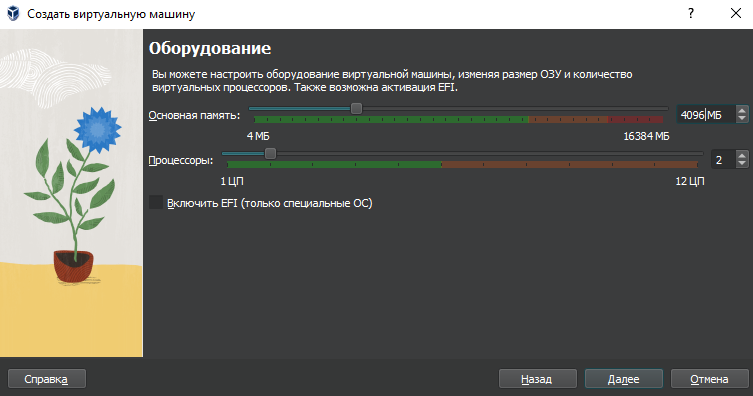 Создать виртуальную машину
Оборудование
Вы можете настроить оборудование виртуальной машины, изменяя размер ОЗУ и количество
виртуальных процессоров. Также возможна активация EFI.
Основная память: 4096 МБ
4 МБ 16384 МБ
Процессоры: 2
1 ЦП 12 ЦП
Включить EFI (только специальные ОС)
Справка Назад Далее Отмена